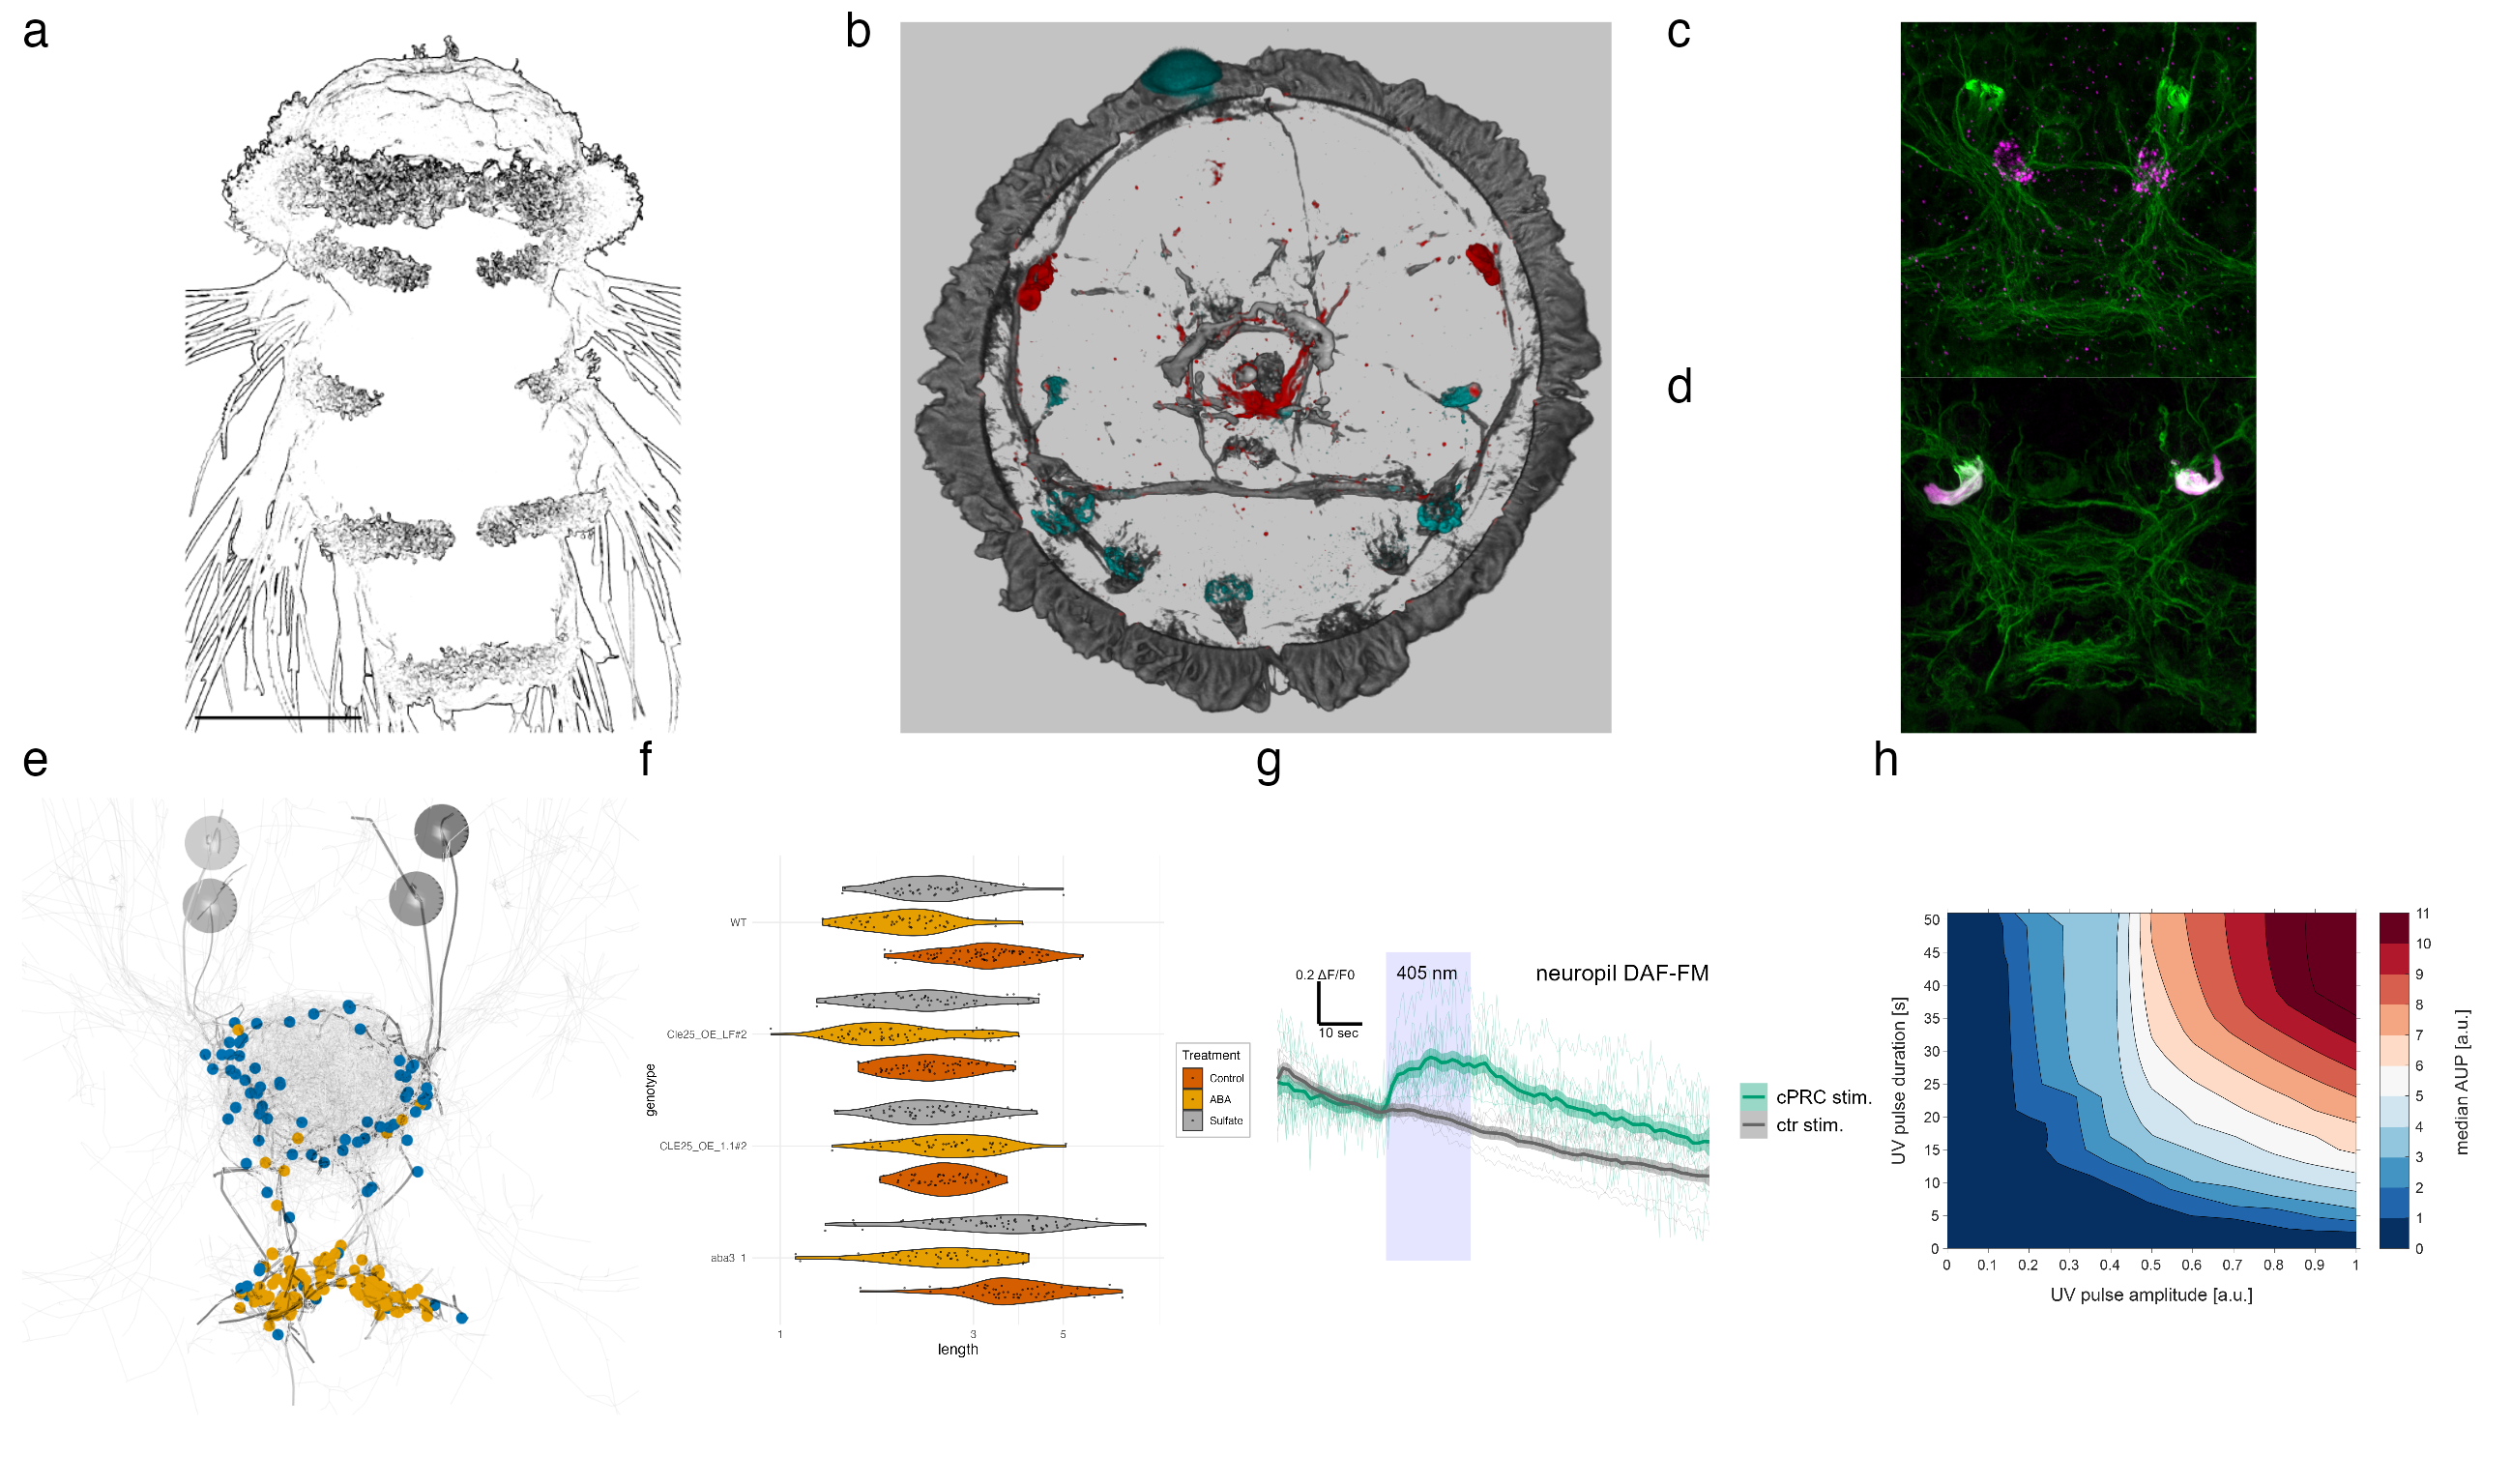 a
b
c
d
e
f
g
h
WT
Cle25_OE_LF#2
CLE25_OE_1.1#2
aba3 1
genotype
1
3
5
length
Treatment
Control
ABA
Sulfate
0.2 ΔF/F0
10 sec
405 nm
neuropil DAF-FM
cPRC stim.
ctr stim.
50
45
40
35
30
25
20
15
10
5
0
UV pulse duration [s]
0 0.1 0.2 0.3 0.4 0.5 0.6 0.7 0.8 0.9 1
UV pulse amplitude [a.u.]
11
10
9
8
7
6
5
4
3
2
1
0
median AUP [a.u.]